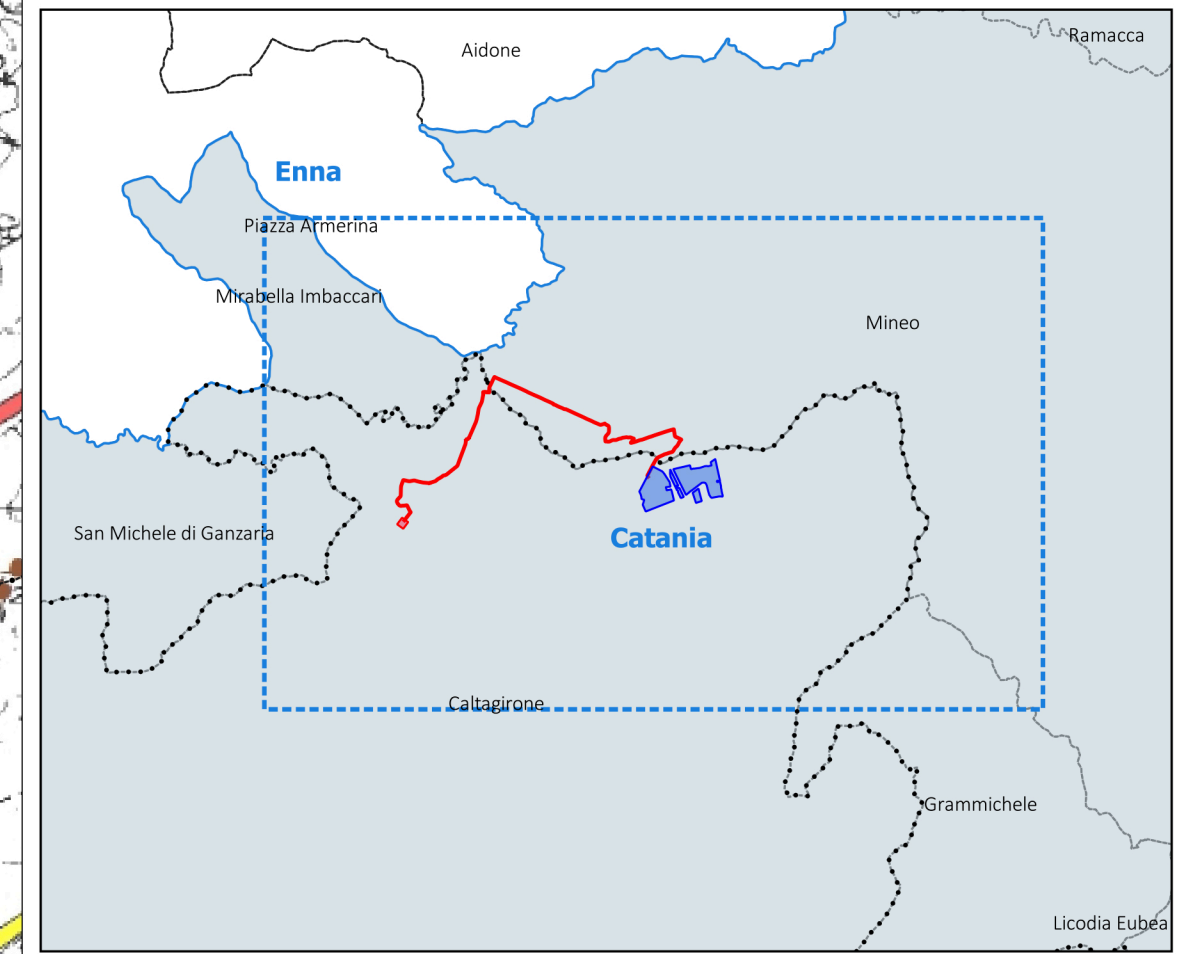 Ramacca
Aidone
Enna
Piazza Armerina
Mirabella Imbaccari
Mineo
San Michele di Ganzaria
Catania
Caltagirone
Grammichele
Licodia Eubea